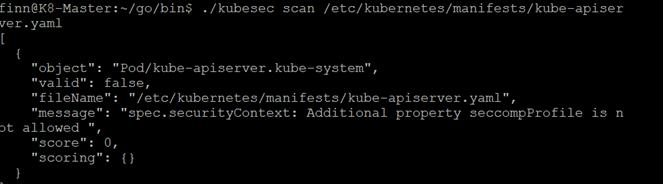 finn@K8-Master:~/go/bin$ ./kubesec scan /etc/kubernetes/manifests/kube-apiser
ver.yaml
[
  {
    "object": "Pod/kube-apiserver.kube-system",
    "valid": false,
    "fileName": "/etc/kubernetes/manifests/kube-apiserver.yaml",
    "message": "spec.securityContext: Additional property seccompProfile is n
ot allowed ",
    "score": 0,
    "scoring": {}
  }